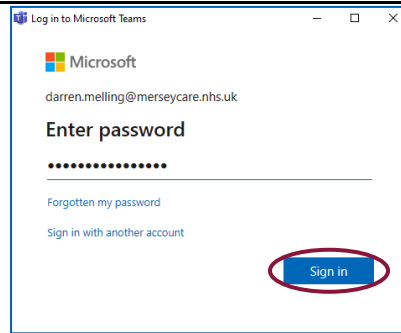 Log in to Microsoft Teams
Microsoft
darren.melling@merseycare.nhs.uk
Enter password
••••••••••••••••
Forgotten my password
Sign in with another account
Sign in